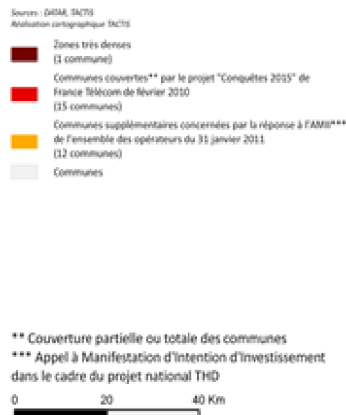 Sources : DATAR, TACTIS
Réalisation cartographique TACTIS
Zones très denses
(1 commune)
Communes couvertes** par le projet "Conquêtes 2015" de
France Télécom de février 2010
(15 communes)
Communes supplémentaires concernées par la réponse à l'AMII***
de l'ensemble des opérateurs du 31 janvier 2011
(12 communes)
Communes
** Couverture partielle ou totale des communes
*** Appel à Manifestation d'Intention d'Investissement
dans le cadre du projet national THD
0 20 40 Km